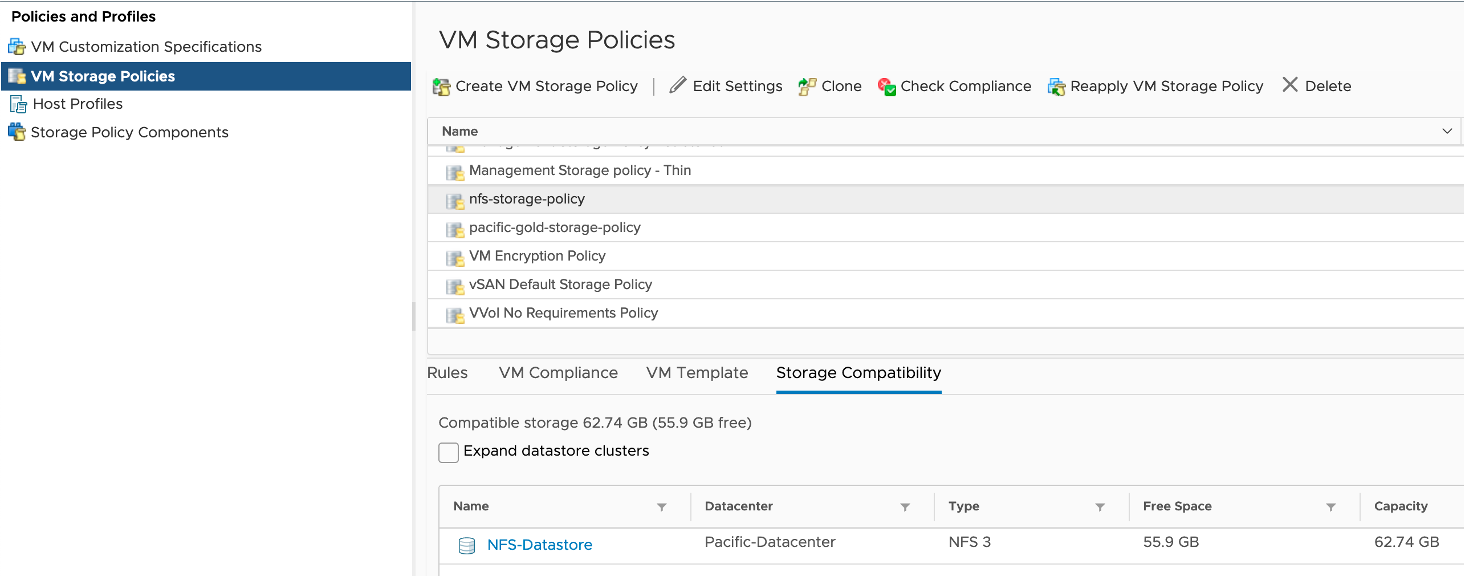 Policies and Profiles
VM Customization Specifications
VM Storage Policies
Host Profiles
Storage Policy Components
VM Storage Policies
Create VM Storage Policy | Edit Settings Clone Check Compliance Reapply VM Storage Policy Delete
Name
Management Storage policy - Thin
nfs-storage-policy
pacific-gold-storage-policy
VM Encryption Policy
vSAN Default Storage Policy
VVol No Requirements Policy
Rules VM Compliance VM Template Storage Compatibility
Compatible storage 62.74 GB (55.9 GB free)
Expand datastore clusters
Name Datacenter Type Free Space Capacity
NFS-Datastore Pacific-Datacenter NFS 3 55.9 GB 62.74 GB